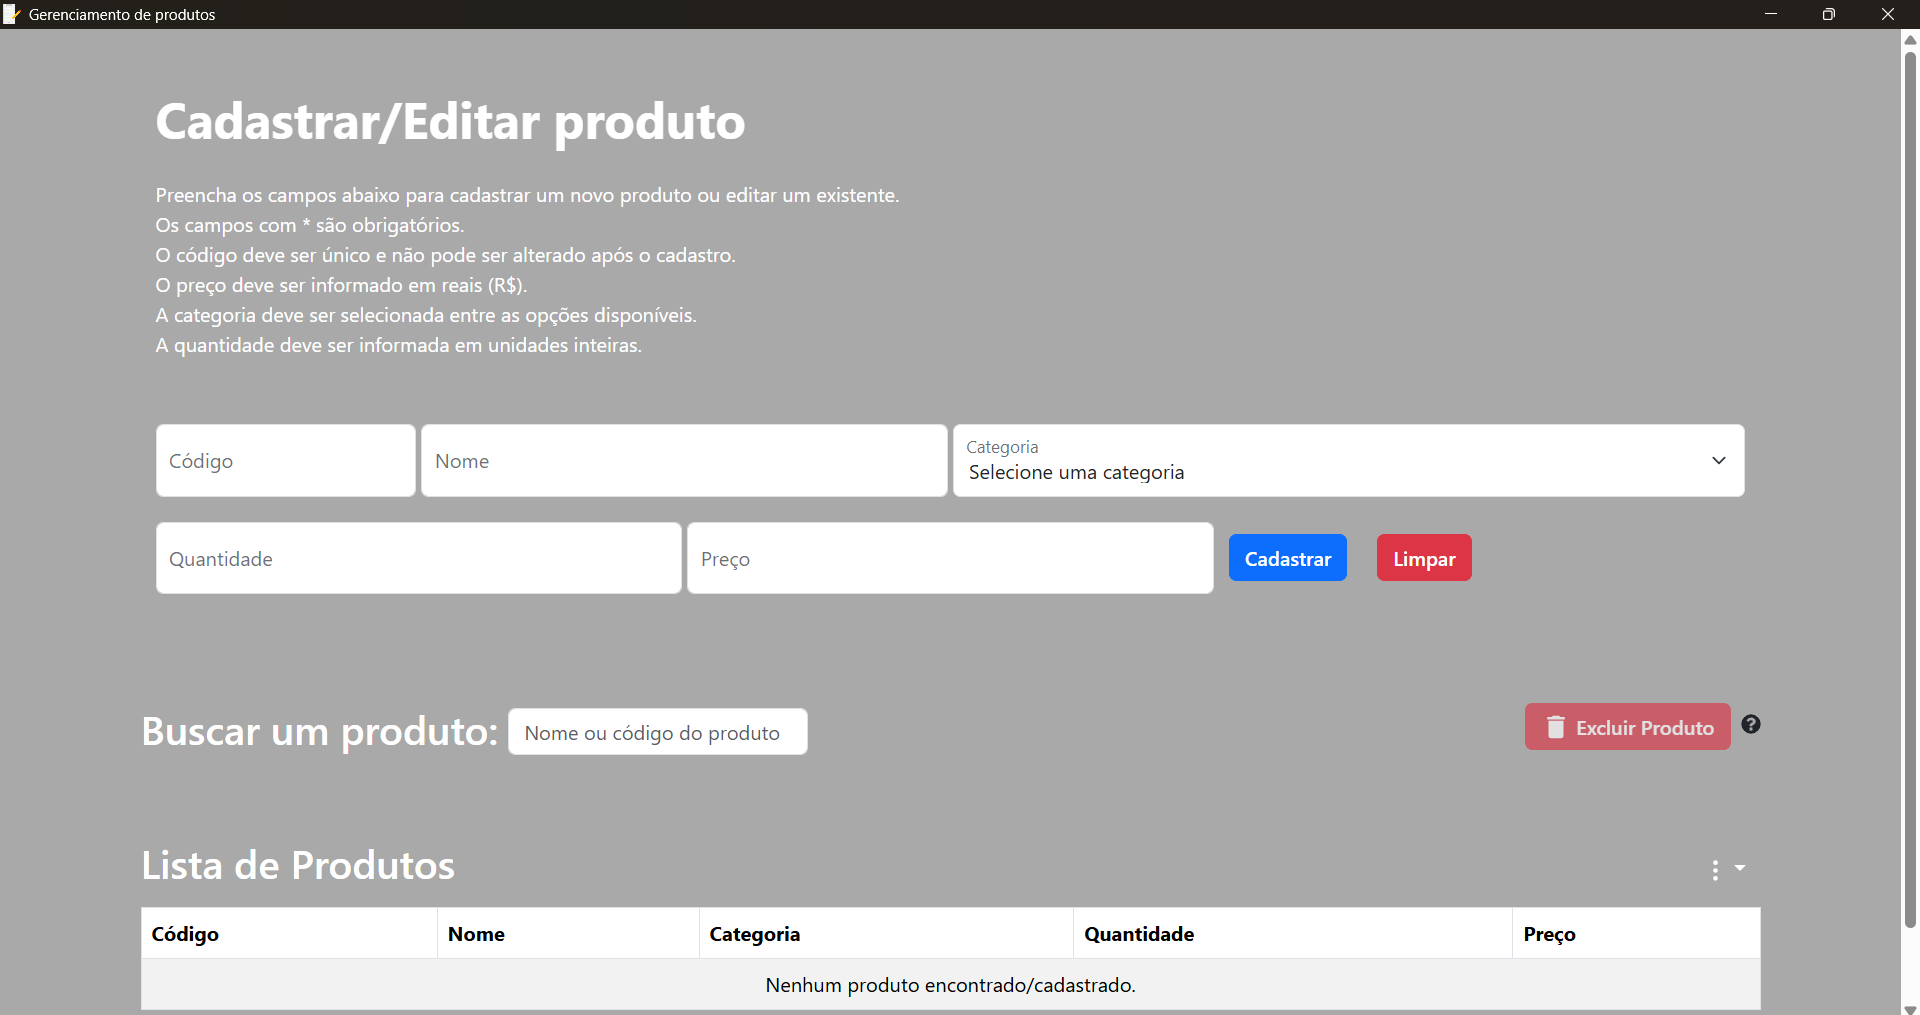 Gerenciamento de produtos
Cadastrar/Editar produto
Preencha os campos abaixo para cadastrar um novo produto ou editar um existente.
Os campos com * são obrigatórios.
O código deve ser único e não pode ser alterado após o cadastro.
O preço deve ser informado em reais (R$).
A categoria deve ser selecionada entre as opções disponíveis.
A quantidade deve ser informada em unidades inteiras.
Código
Nome
Categoria
Selecione uma categoria
Quantidade
Preço
Cadastrar
Limpar
Buscar um produto:
Nome ou código do produto
Excluir Produto
?
Lista de Produtos
Código Nome Categoria Quantidade Preço
Nenhum produto encontrado/cadastrado.